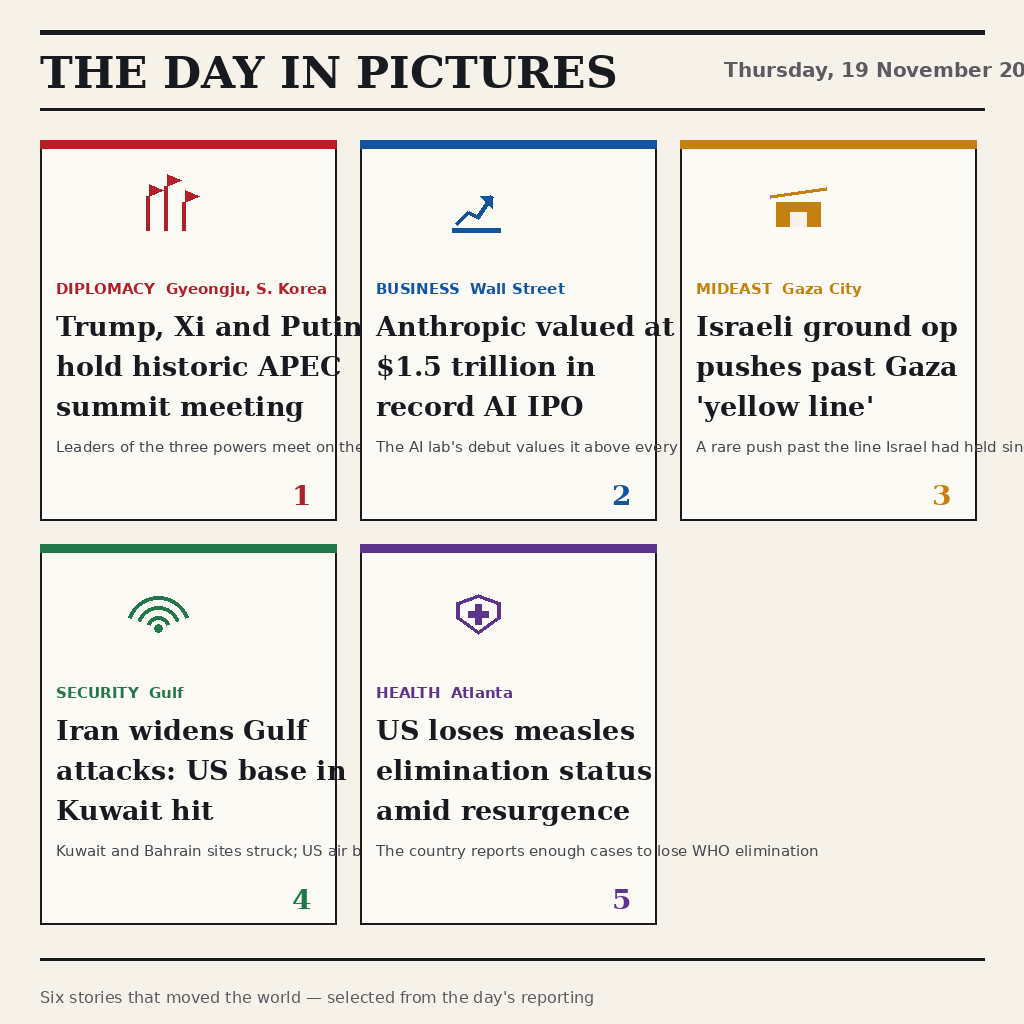 THE DAY IN PICTURES
Thursday, 19 November 20
DIPLOMACY Gyeongju, S. Korea
Trump, Xi and Putin
hold historic APEC
summit meeting
Leaders of the three powers meet on the
1
BUSINESS Wall Street
Anthropic valued at
$1.5 trillion in
record AI IPO
The AI lab's debut values it above every
2
MIDEAST Gaza City
Israeli ground op
pushes past Gaza
'yellow line'
A rare push past the line Israel had held sin
3
SECURITY Gulf
Iran widens Gulf
attacks: US base in
Kuwait hit
Kuwait and Bahrain sites struck; US air b
4
HEALTH Atlanta
US loses measles
elimination status
amid resurgence
The country reports enough cases to lose WHO elimination
5
Six stories that moved the world — selected from the day's reporting